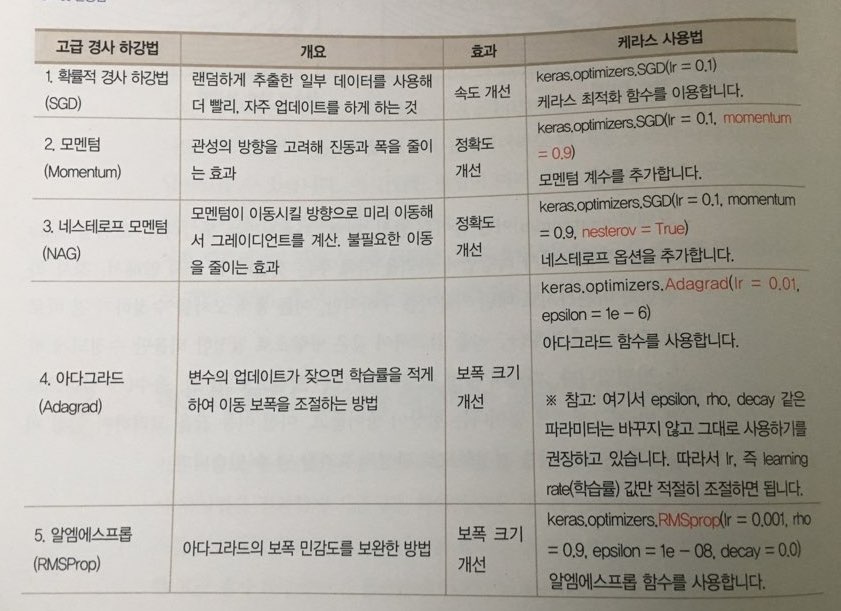 고급 경사 하강법 개요 효과 케라스 사용법
1. 확률적 경사 하강법
(SGD)
랜덤하게 추출한 일부 데이터를 사용해
더 빨리, 자주 업데이트를 하게 하는 것
속도 개선
keras.optimizers.SGD(lr = 0.1)
케라스 최적화 함수를 이용합니다.
2. 모멘텀
(Momentum)
관성의 방향을 고려해 진동과 폭을 줄이
는 효과
정확도
개선
keras.optimizers.SGD(lr = 0.1, momentum
= 0.9)
모멘텀 계수를 추가합니다.
3. 네스테로프 모멘텀
(NAG)
모멘텀이 이동시킬 방향으로 미리 이동해
서 그레이디언트를 계산. 불필요한 이동
을 줄이는 효과
정확도
개선
keras.optimizers.SGD(lr = 0.1, momentum
= 0.9, nesterov = True)
네스테로프 옵션을 추가합니다.
4. 아다그라드
(Adagrad)
변수의 업데이트가 잦으면 학습률을 적게
하여 이동 보폭을 조절하는 방법
보폭 크기
개선
keras.optimizers.Adagrad(lr = 0.01,
epsilon = 1e - 6)
아다그라드 함수를 사용합니다.
※ 참고: 여기서 epsilon, rho, decay 같은
파라미터는 바꾸지 않고 그대로 사용하기를
권장하고 있습니다. 따라서 lr, 즉 learning
rate(학습률) 값만 적절히 조절하면 됩니다.
5. 알엠에스프롭
(RMSProp)
아다그라드의 보폭 민감도를 보완한 방법
보폭 크기
개선
keras.optimizers.RMSprop(lr = 0.001, rho
= 0.9, epsilon = 1e - 08, decay = 0.0)
알엠에스프롭 함수를 사용합니다.